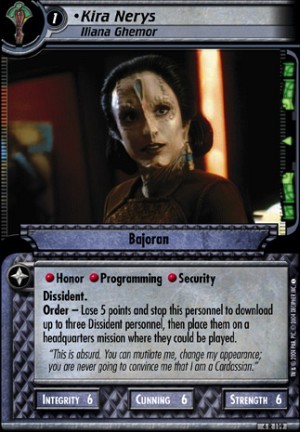 1
•Kira Nerys
Iliana Ghemor
Bajoran
Honor Programming Security
Dissident.
Order – Lose 5 points and stop this personnel to download
up to three Dissident personnel, then place them on a
headquarters mission where they could be played.
"This is absurd. You can mutilate me, change my appearance;
you are never going to convince me that I am a Cardassian."
INTEGRITY 6
CUNNING 6
STRENGTH 6